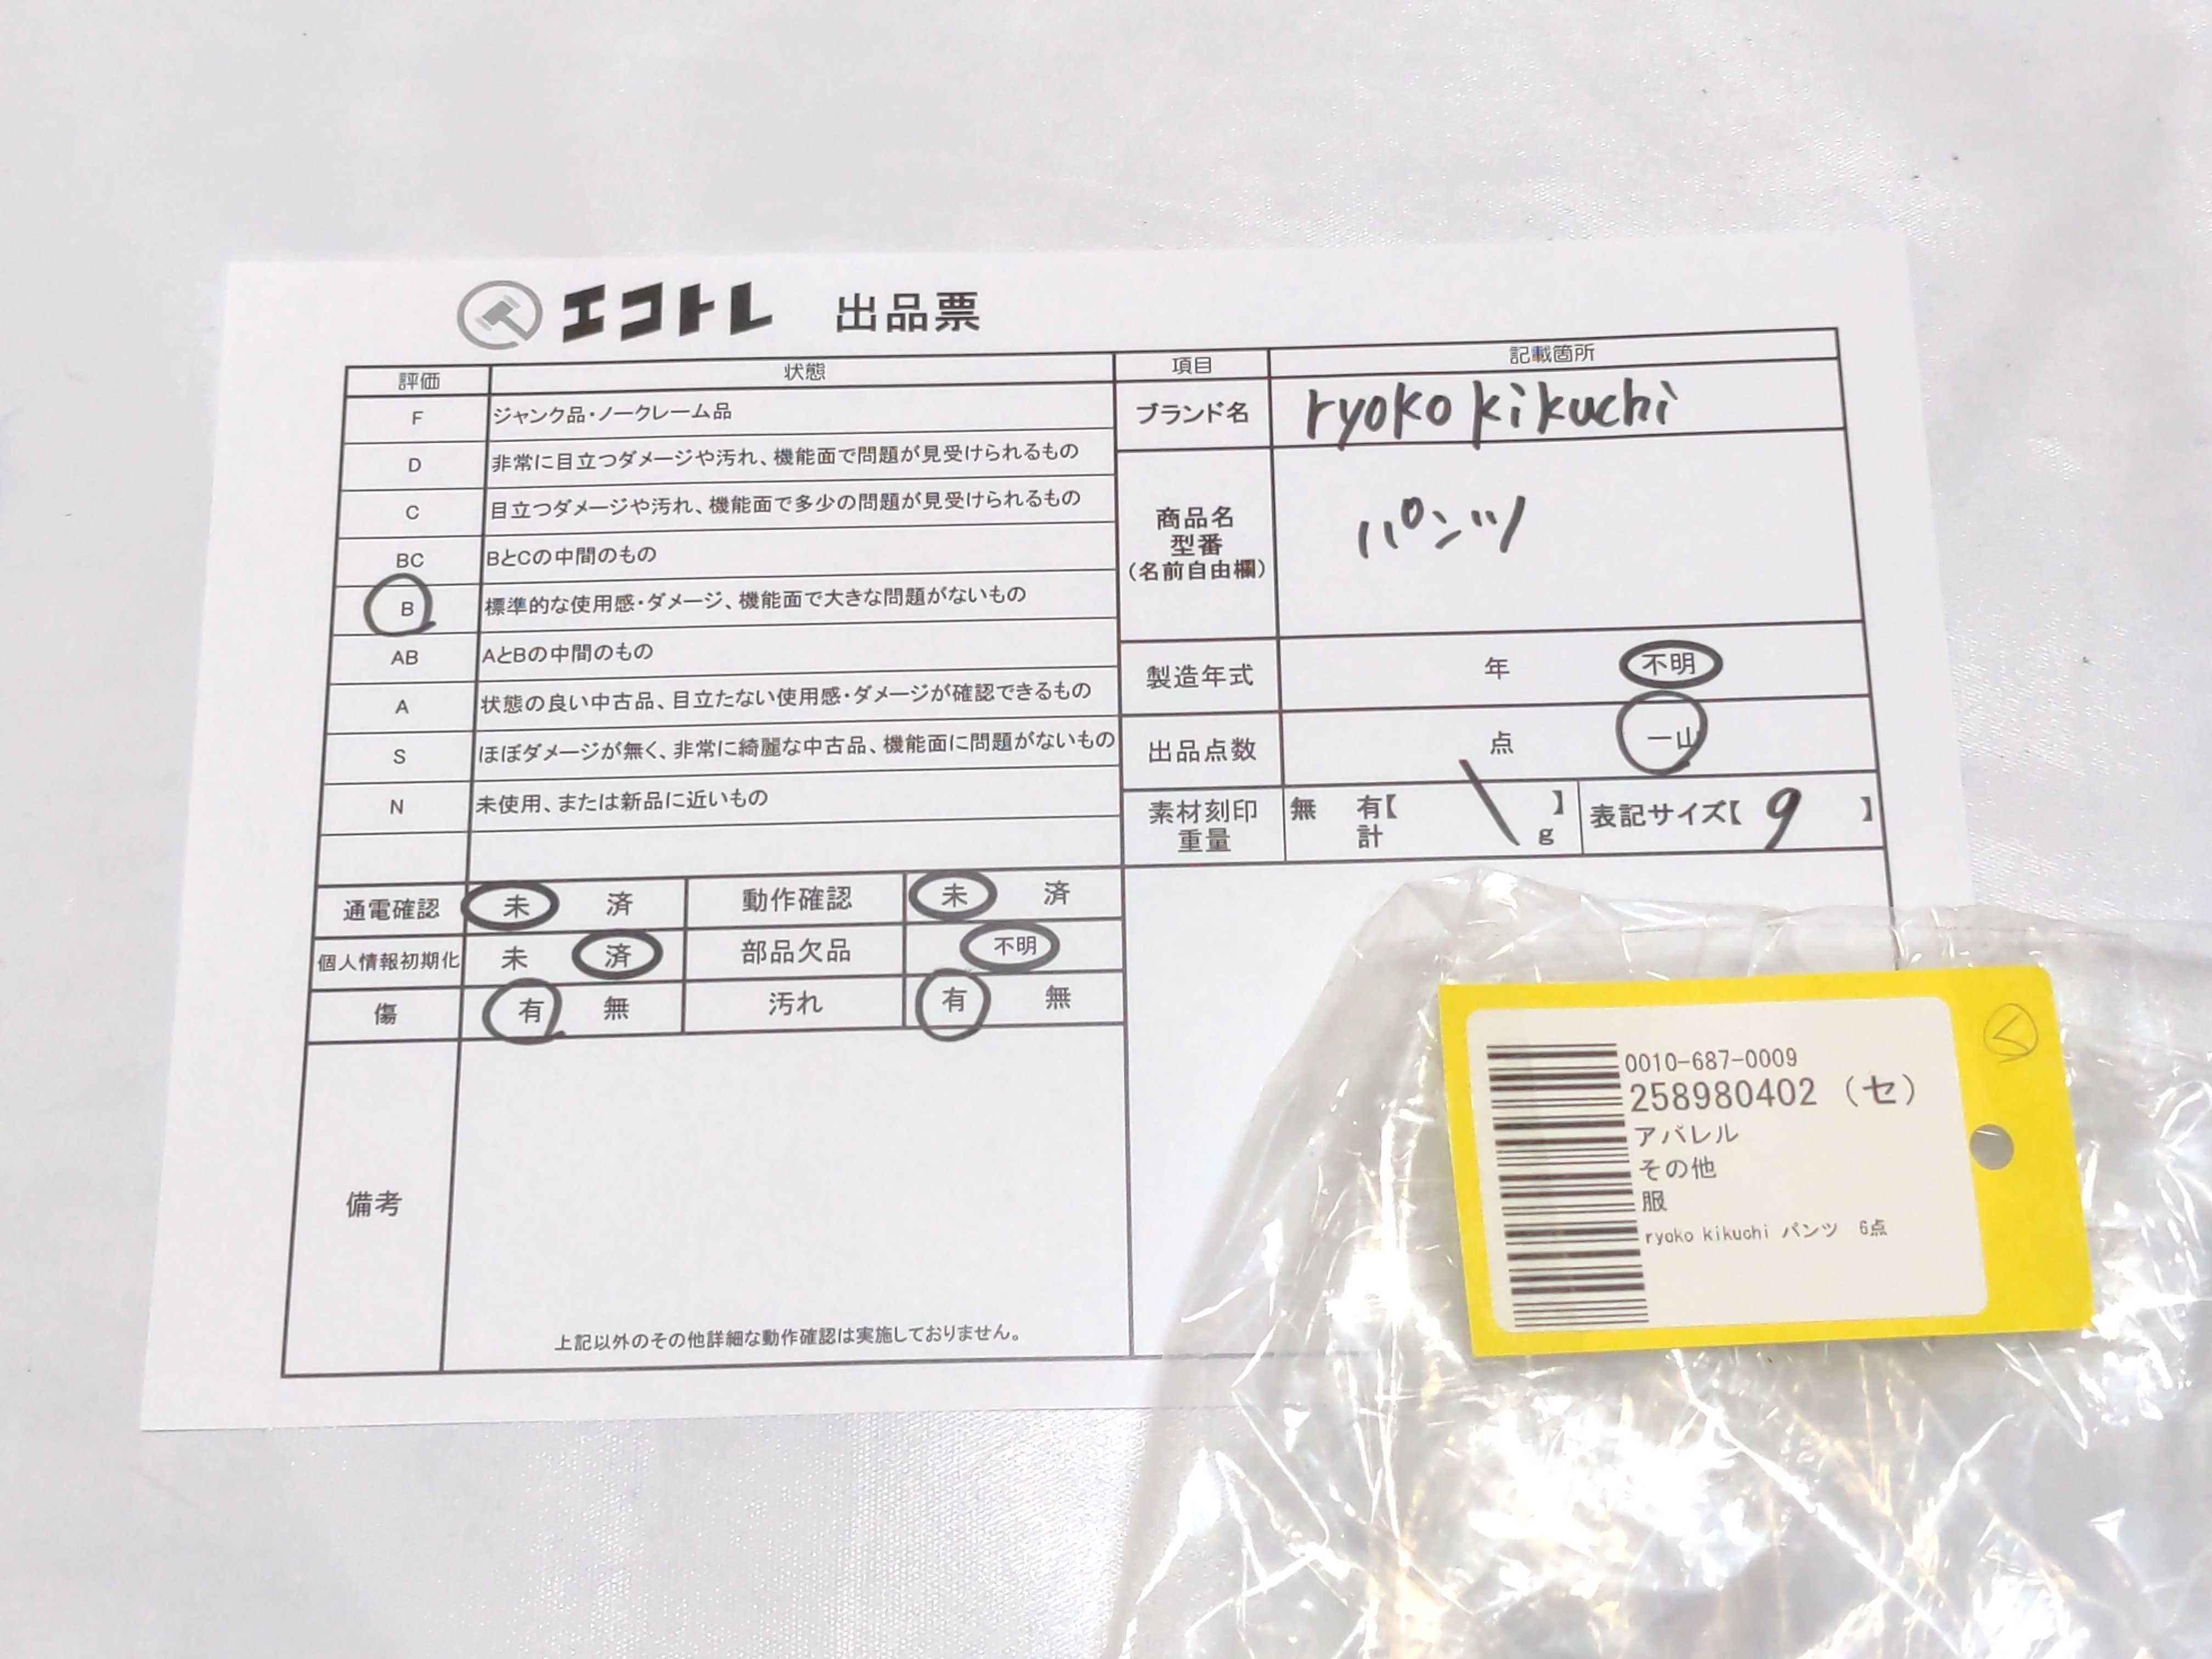 エコトレ 出品票
評価 状態 項目 記載箇所
F ジャンク品・ノークレーム品
D 非常に目立つダメージや汚れ、機能面で問題が見受けられるもの
C 目立つダメージや汚れ、機能面で多少の問題が見受けられるもの
BC BとCの中間のもの
B 標準的な使用感・ダメージ、機能面で大きな問題がないもの
AB AとBの中間のもの
A 状態の良い中古品、目立たない使用感・ダメージが確認できるもの
S ほぼダメージが無く、非常に綺麗な中古品、機能面に問題がないもの
N 未使用、または新品に近いもの
ブランド名 ryoko kikuchi
商品名
型番
(名前自由欄)
パンツ
製造年式 年 不明
出品点数 点 一山
素材刻印 無 有【 】
重量 計 g
表記サイズ【 9 】
通電確認 未 済 動作確認 未 済
個人情報初期化 未 済 部品欠品 不明
傷 有 無 汚れ 有 無
備考
上記以外のその他詳細な動作確認は実施しておりません。
く
0010-687-0009
258980402 (セ)
アパレル
その他
服
ryoko kikuchi パンツ 6点